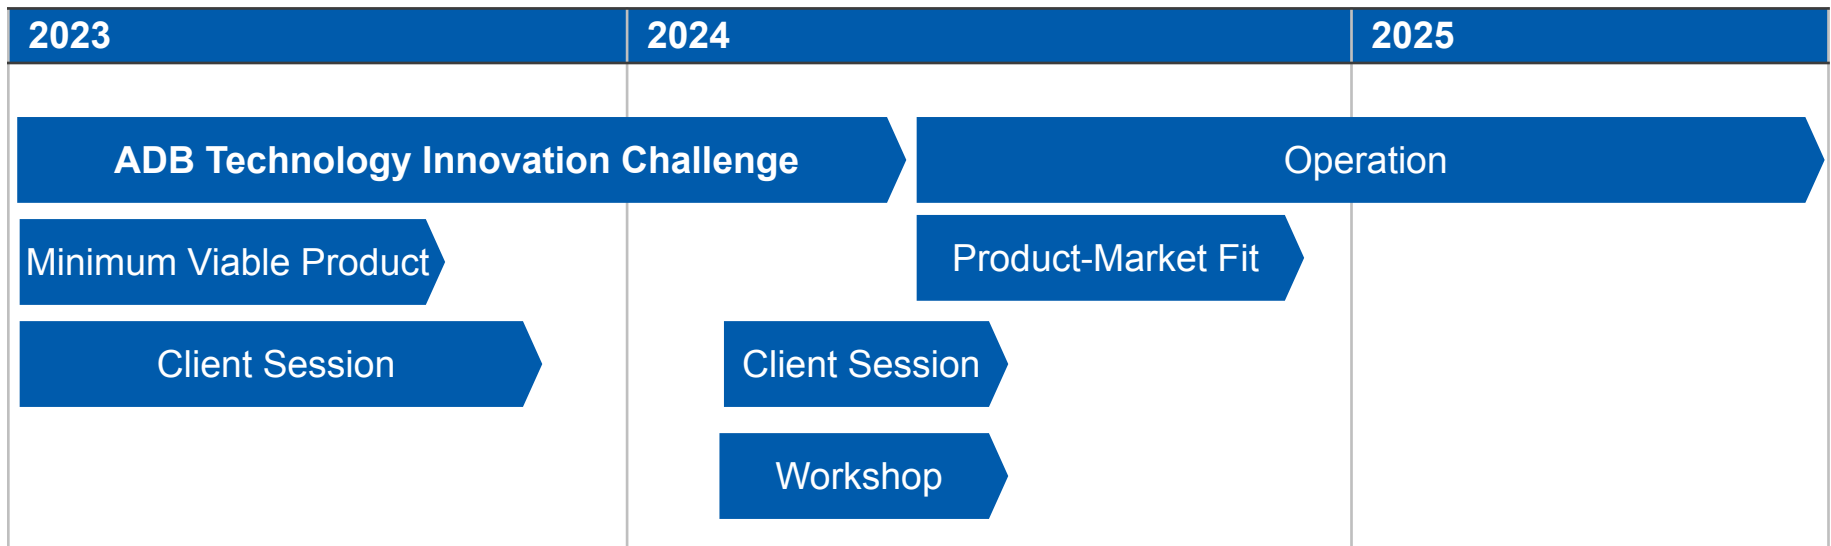 2023
2024
2025
ADB Technology Innovation Challenge
Operation
Minimum Viable Product
Product-Market Fit
Client Session
Client Session
Workshop